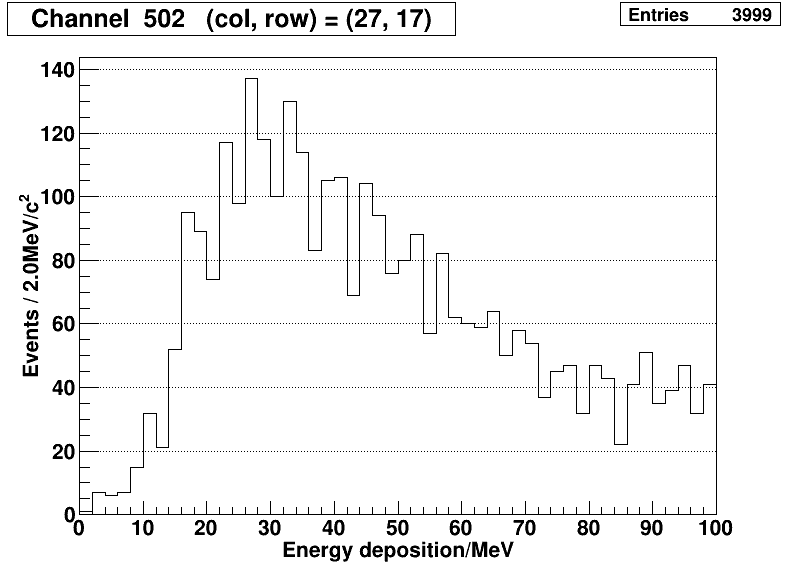 Channel  502   (col, row) = (27, 17)
Entries 3999
Events / 2.0MeV/c²
140
120
100
80
60
40
20
0
0 10 20 30 40 50 60 70 80 90 100
Energy deposition/MeV